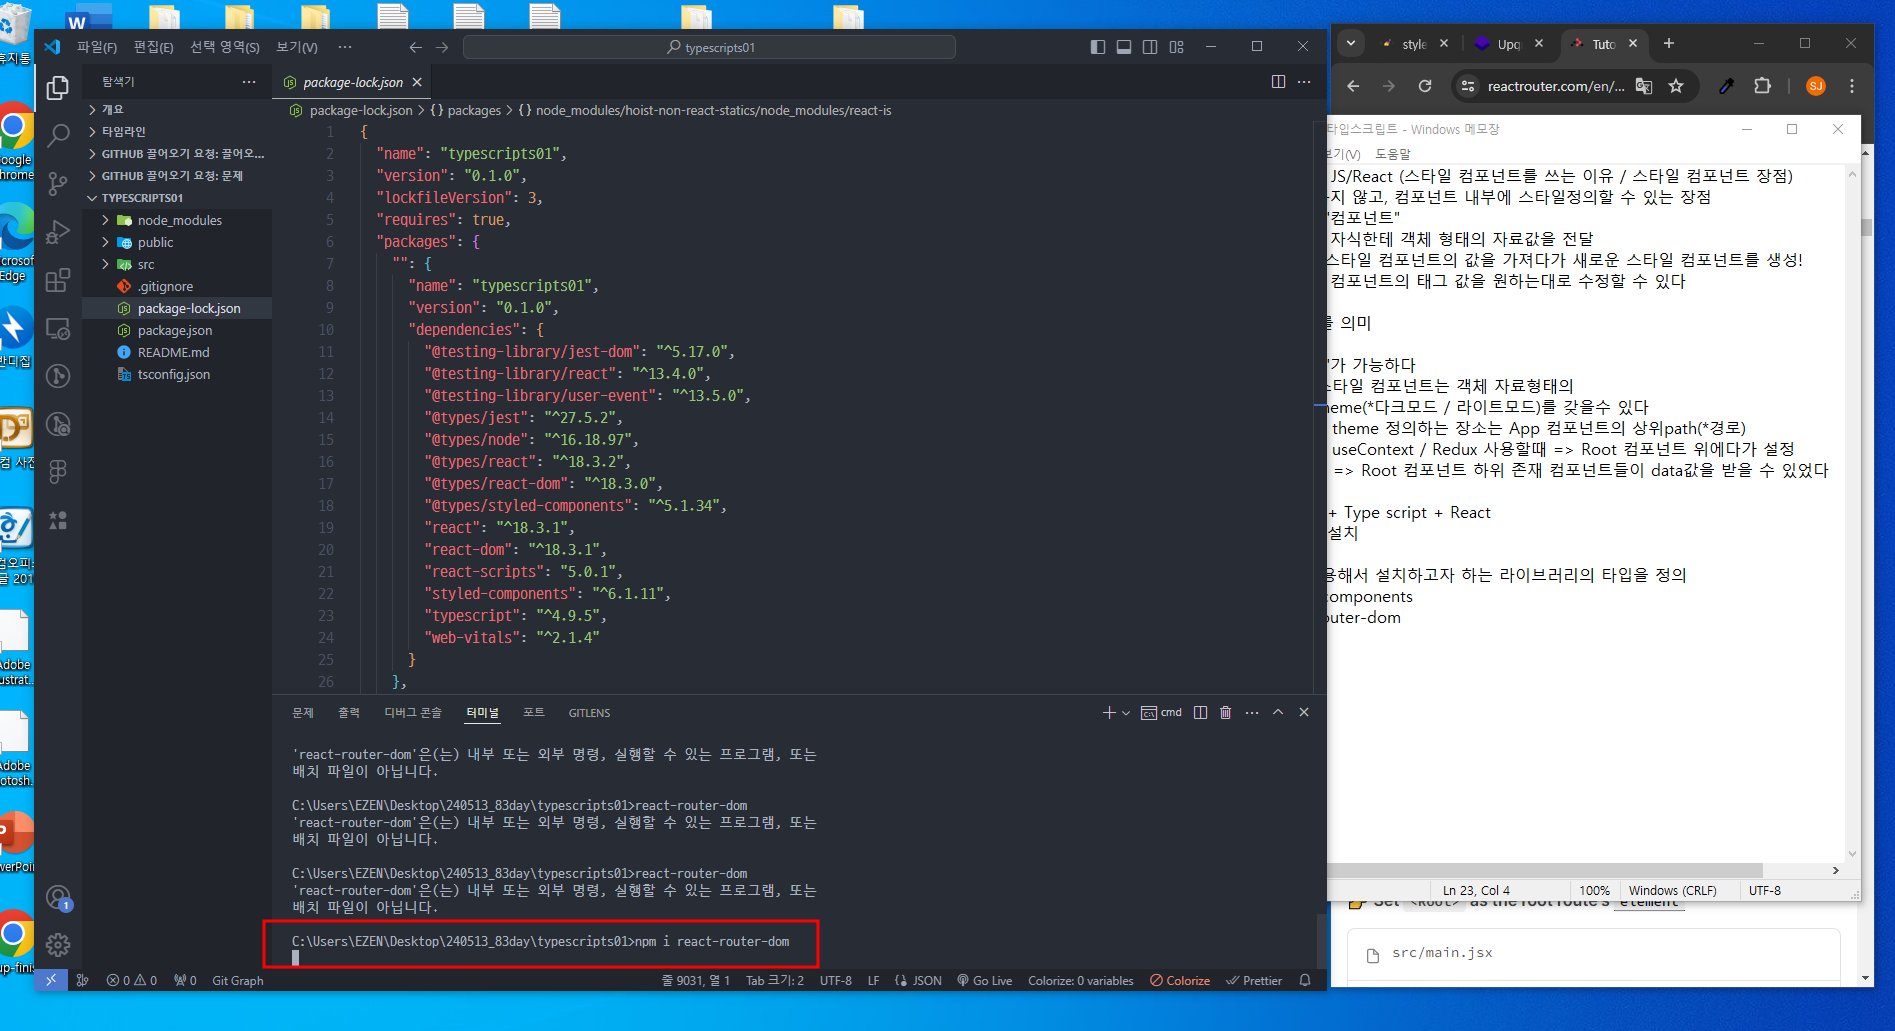 파일(F) 편집(E) 선택 영역(S) 보기(V) ···
typescripts01
탐색기
개요
타임라인
GITHUB 끌어오기 요청: 끌어오...
GITHUB 끌어오기 요청: 문제
TYPESCRIPTS01
node_modules
public
src
.gitignore
package-lock.json
package.json
README.md
tsconfig.json
package-lock.json
package-lock.json > {} packages > {} node_modules/hoist-non-react-statics/node_modules/react-is
1 {
2 "name": "typescripts01",
3 "version": "0.1.0",
4 "lockfileVersion": 3,
5 "requires": true,
6 "packages": {
7 "": {
8 "name": "typescripts01",
9 "version": "0.1.0",
10 "dependencies": {
11 "@testing-library/jest-dom": "^5.17.0",
12 "@testing-library/react": "^13.4.0",
13 "@testing-library/user-event": "^13.5.0",
14 "@types/jest": "^27.5.2",
15 "@types/node": "^16.18.97",
16 "@types/react": "^18.3.2",
17 "@types/react-dom": "^18.3.0",
18 "@types/styled-components": "^5.1.34",
19 "react": "^18.3.1",
20 "react-dom": "^18.3.1",
21 "react-scripts": "5.0.1",
22 "styled-components": "^6.1.11",
23 "typescript": "^4.9.5",
24 "web-vitals": "^2.1.4"
25 }
26 },
문제 출력 디버그 콘솔 터미널 포트 GITLENS
cmd
'react-router-dom'은(는) 내부 또는 외부 명령, 실행할 수 있는 프로그램, 또는
배치 파일이 아닙니다.
C:\Users\EZEN\Desktop\240513_83day\typescripts01>react-router-dom
'react-router-dom'은(는) 내부 또는 외부 명령, 실행할 수 있는 프로그램, 또는
배치 파일이 아닙니다.
C:\Users\EZEN\Desktop\240513_83day\typescripts01>react-router-dom
'react-router-dom'은(는) 내부 또는 외부 명령, 실행할 수 있는 프로그램, 또는
배치 파일이 아닙니다.
C:\Users\EZEN\Desktop\240513_83day\typescripts01>npm i react-router-dom
1
0 0 0 Git Graph
줄 9031, 열 1 Tab 크기: 2 UTF-8 LF {} JSON Go Live Colorize: 0 variables Colorize Prettier
style Upg Tuto
reactrouter.com/en/...
SJ
타입스크립트 - Windows 메모장
보기(V) 도움말
JS/React (스타일 컴포넌트를 쓰는 이유 / 스타일 컴포넌트 장점)
지 않고, 컴포넌트 내부에 스타일정의할 수 있는 장점
"컴포넌트"
자식한테 객체 형태의 자료값을 전달
스타일 컴포넌트의 값을 가져다가 새로운 스타일 컴포넌트를 생성!
컴포넌트의 태그 값을 원하는대로 수정할 수 있다
를 의미
"가 가능하다
스타일 컴포넌트는 객체 자료형태의
eme(*다크모드 / 라이트모드)를 갖을수 있다
theme 정의하는 장소는 App 컴포넌트의 상위path(*경로)
useContext / Redux 사용할때 => Root 컴포넌트 위에다가 설정
=> Root 컴포넌트 하위 존재 컴포넌트들이 data값을 받을 수 있었다
+ Type script + React
설치
용해서 설치하고자 하는 라이브러리의 타입을 정의
components
uter-dom
Ln 23, Col 4 100% Windows (CRLF) UTF-8
Set <Root> as the root route's element
src/main.jsx
휴지통
Google
Chrome
Edge
반디집
Adobe
Adobe